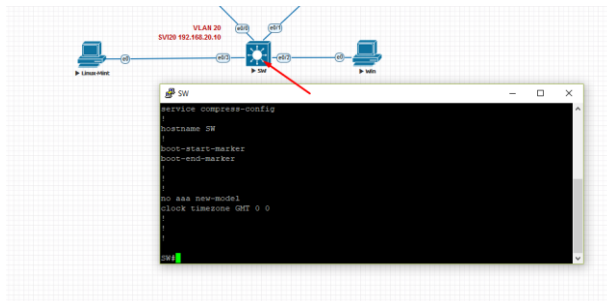 VLAN 20
SVI20 192.168.20.10
e0/0
e0/1
e0
e0/3
e0/2
e0
Linux-Mint
SW
Win
SW
service compress-config
!
hostname SW
!
boot-start-marker
boot-end-marker
!
!
!
no aaa new-model
clock timezone GMT 0 0
!
!
!
SW#